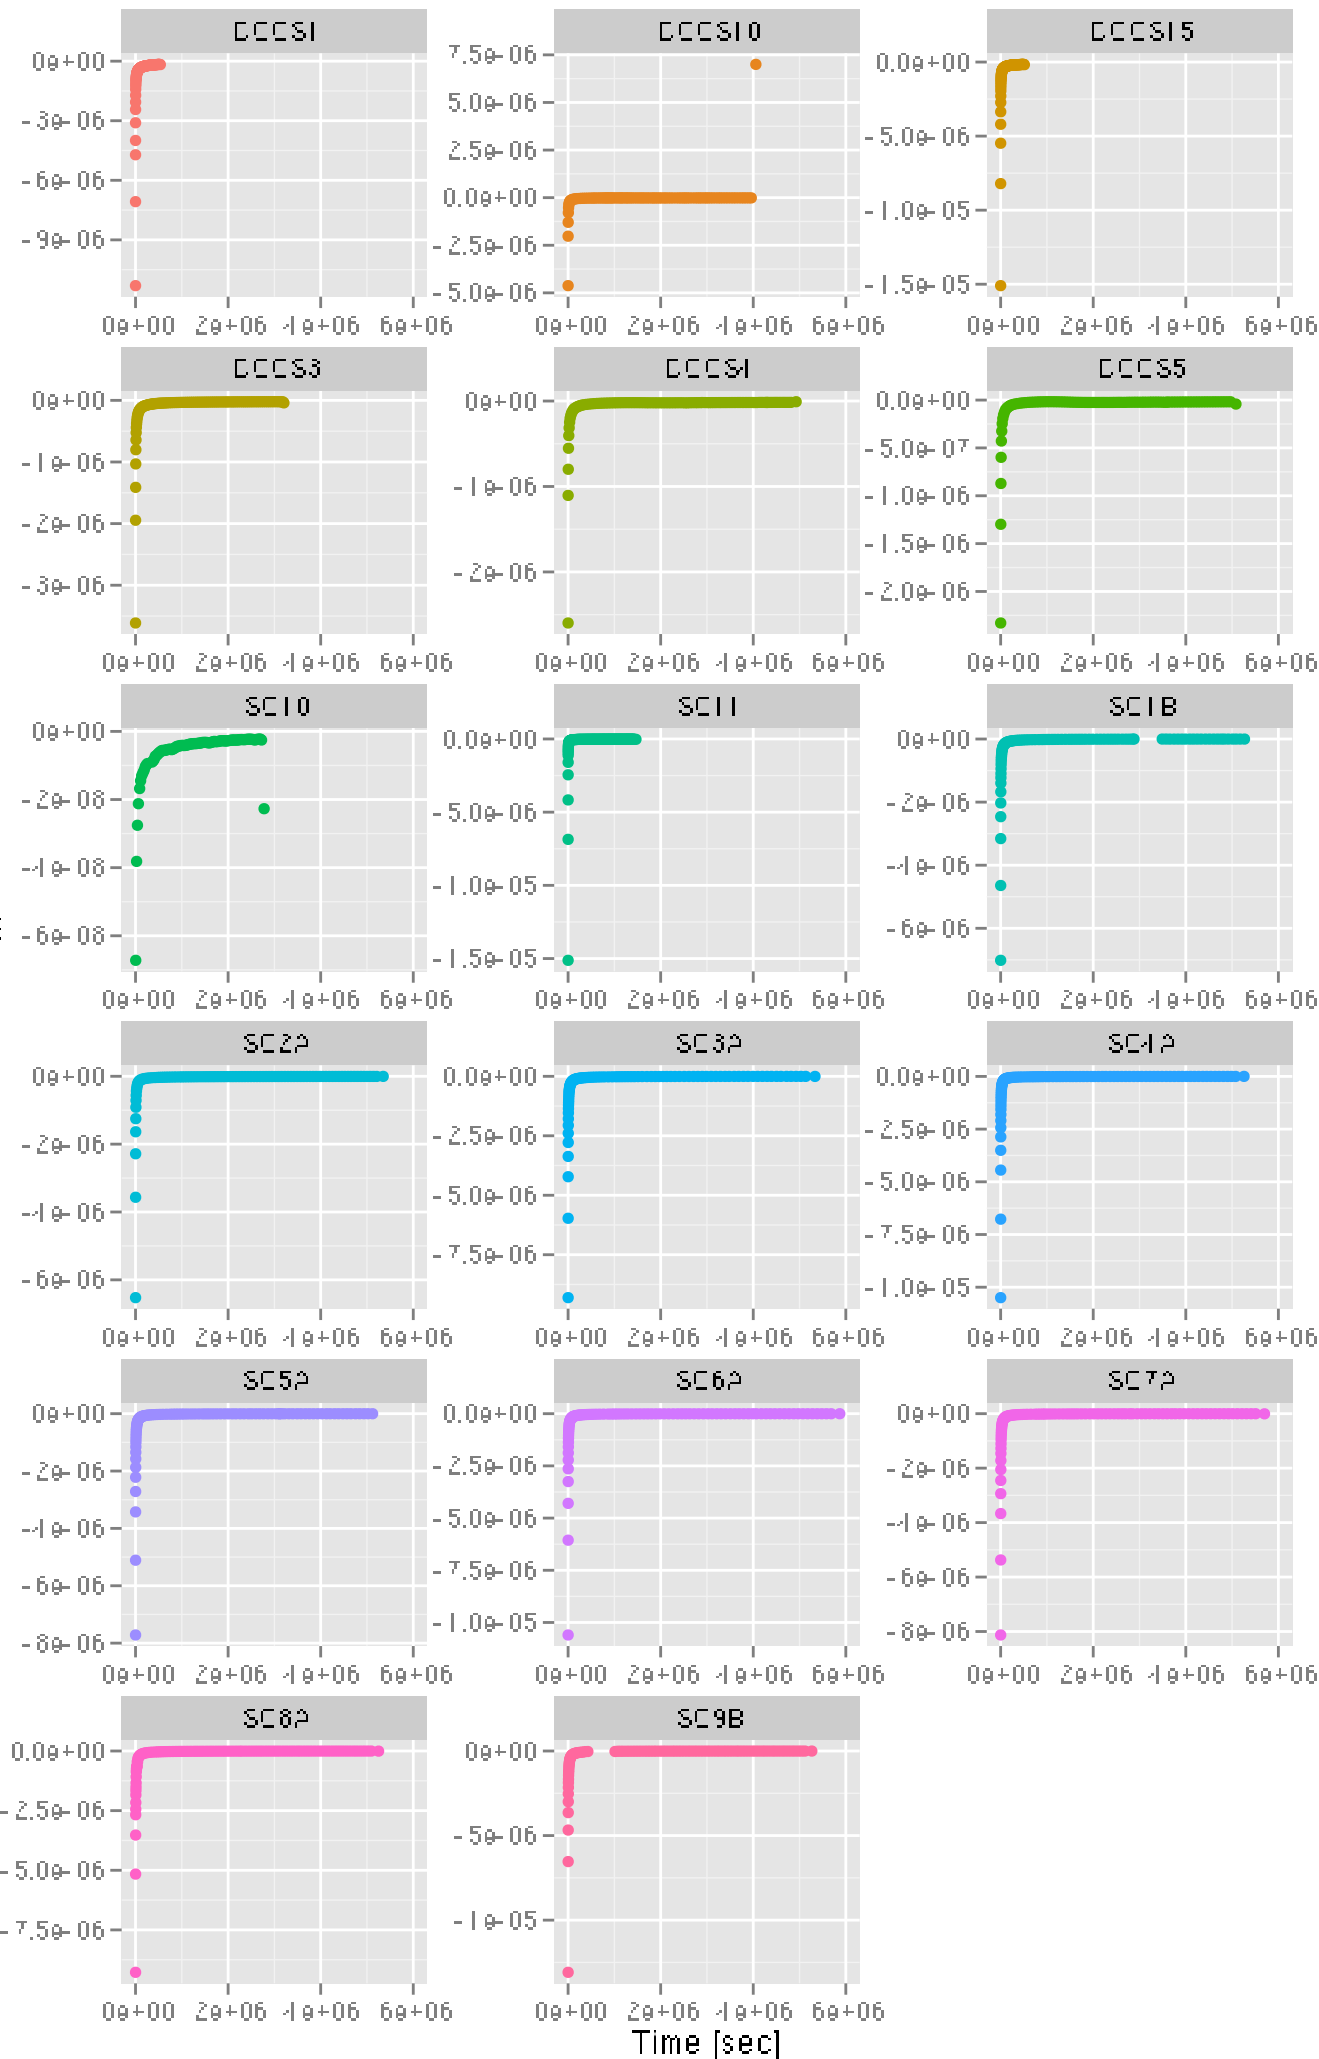 DCCS1 DCCS10 DCCS15
0e+00 -3e-06 -6e-06 -9e-06
7.5e-06 5.0e-06 2.5e-06 0.0e+00 -2.5e-06 -5.0e-06
0.0e+00 -5.0e-06 -1.0e-05 -1.5e-05
0e+00 2e+06 4e+06 6e+06 0e+00 2e+06 4e+06 6e+06 0e+00 2e+06 4e+06 6e+06
DCCS3 DCCS4 DCCS5
0e+00 -1e-06 -2e-06 -3e-06
0e+00 -1e-06 -2e-06
0.0e+00 -5.0e-07 -1.0e-06 -1.5e-06 -2.0e-06
0e+00 2e+06 4e+06 6e+06 0e+00 2e+06 4e+06 6e+06 0e+00 2e+06 4e+06 6e+06
SC10 SC11 SC1B
0e+00 -2e-08 -4e-08 -6e-08
0.0e+00 -5.0e-06 -1.0e-05 -1.5e-05
0e+00 -2e-06 -4e-06 -6e-06
0e+00 2e+06 4e+06 6e+06 0e+00 2e+06 4e+06 6e+06 0e+00 2e+06 4e+06 6e+06
SC2A SC3A SC4A
0e+00 -2e-06 -4e-06 -6e-06
0.0e+00 -2.5e-06 -5.0e-06 -7.5e-06
0.0e+00 -2.5e-06 -5.0e-06 -7.5e-06 -1.0e-05
0e+00 2e+06 4e+06 6e+06 0e+00 2e+06 4e+06 6e+06 0e+00 2e+06 4e+06 6e+06
SC5A SC6A SC7A
0e+00 -2e-06 -4e-06 -6e-06 -8e-06
0.0e+00 -2.5e-06 -5.0e-06 -7.5e-06 -1.0e-05
0e+00 -2e-06 -4e-06 -6e-06 -8e-06
0e+00 2e+06 4e+06 6e+06 0e+00 2e+06 4e+06 6e+06 0e+00 2e+06 4e+06 6e+06
SC8A SC9B
0.0e+00 -2.5e-06 -5.0e-06 -7.5e-06
0e+00 -5e-06 -1e-05
0e+00 2e+06 4e+06 6e+06 0e+00 2e+06 4e+06 6e+06
Time [sec]